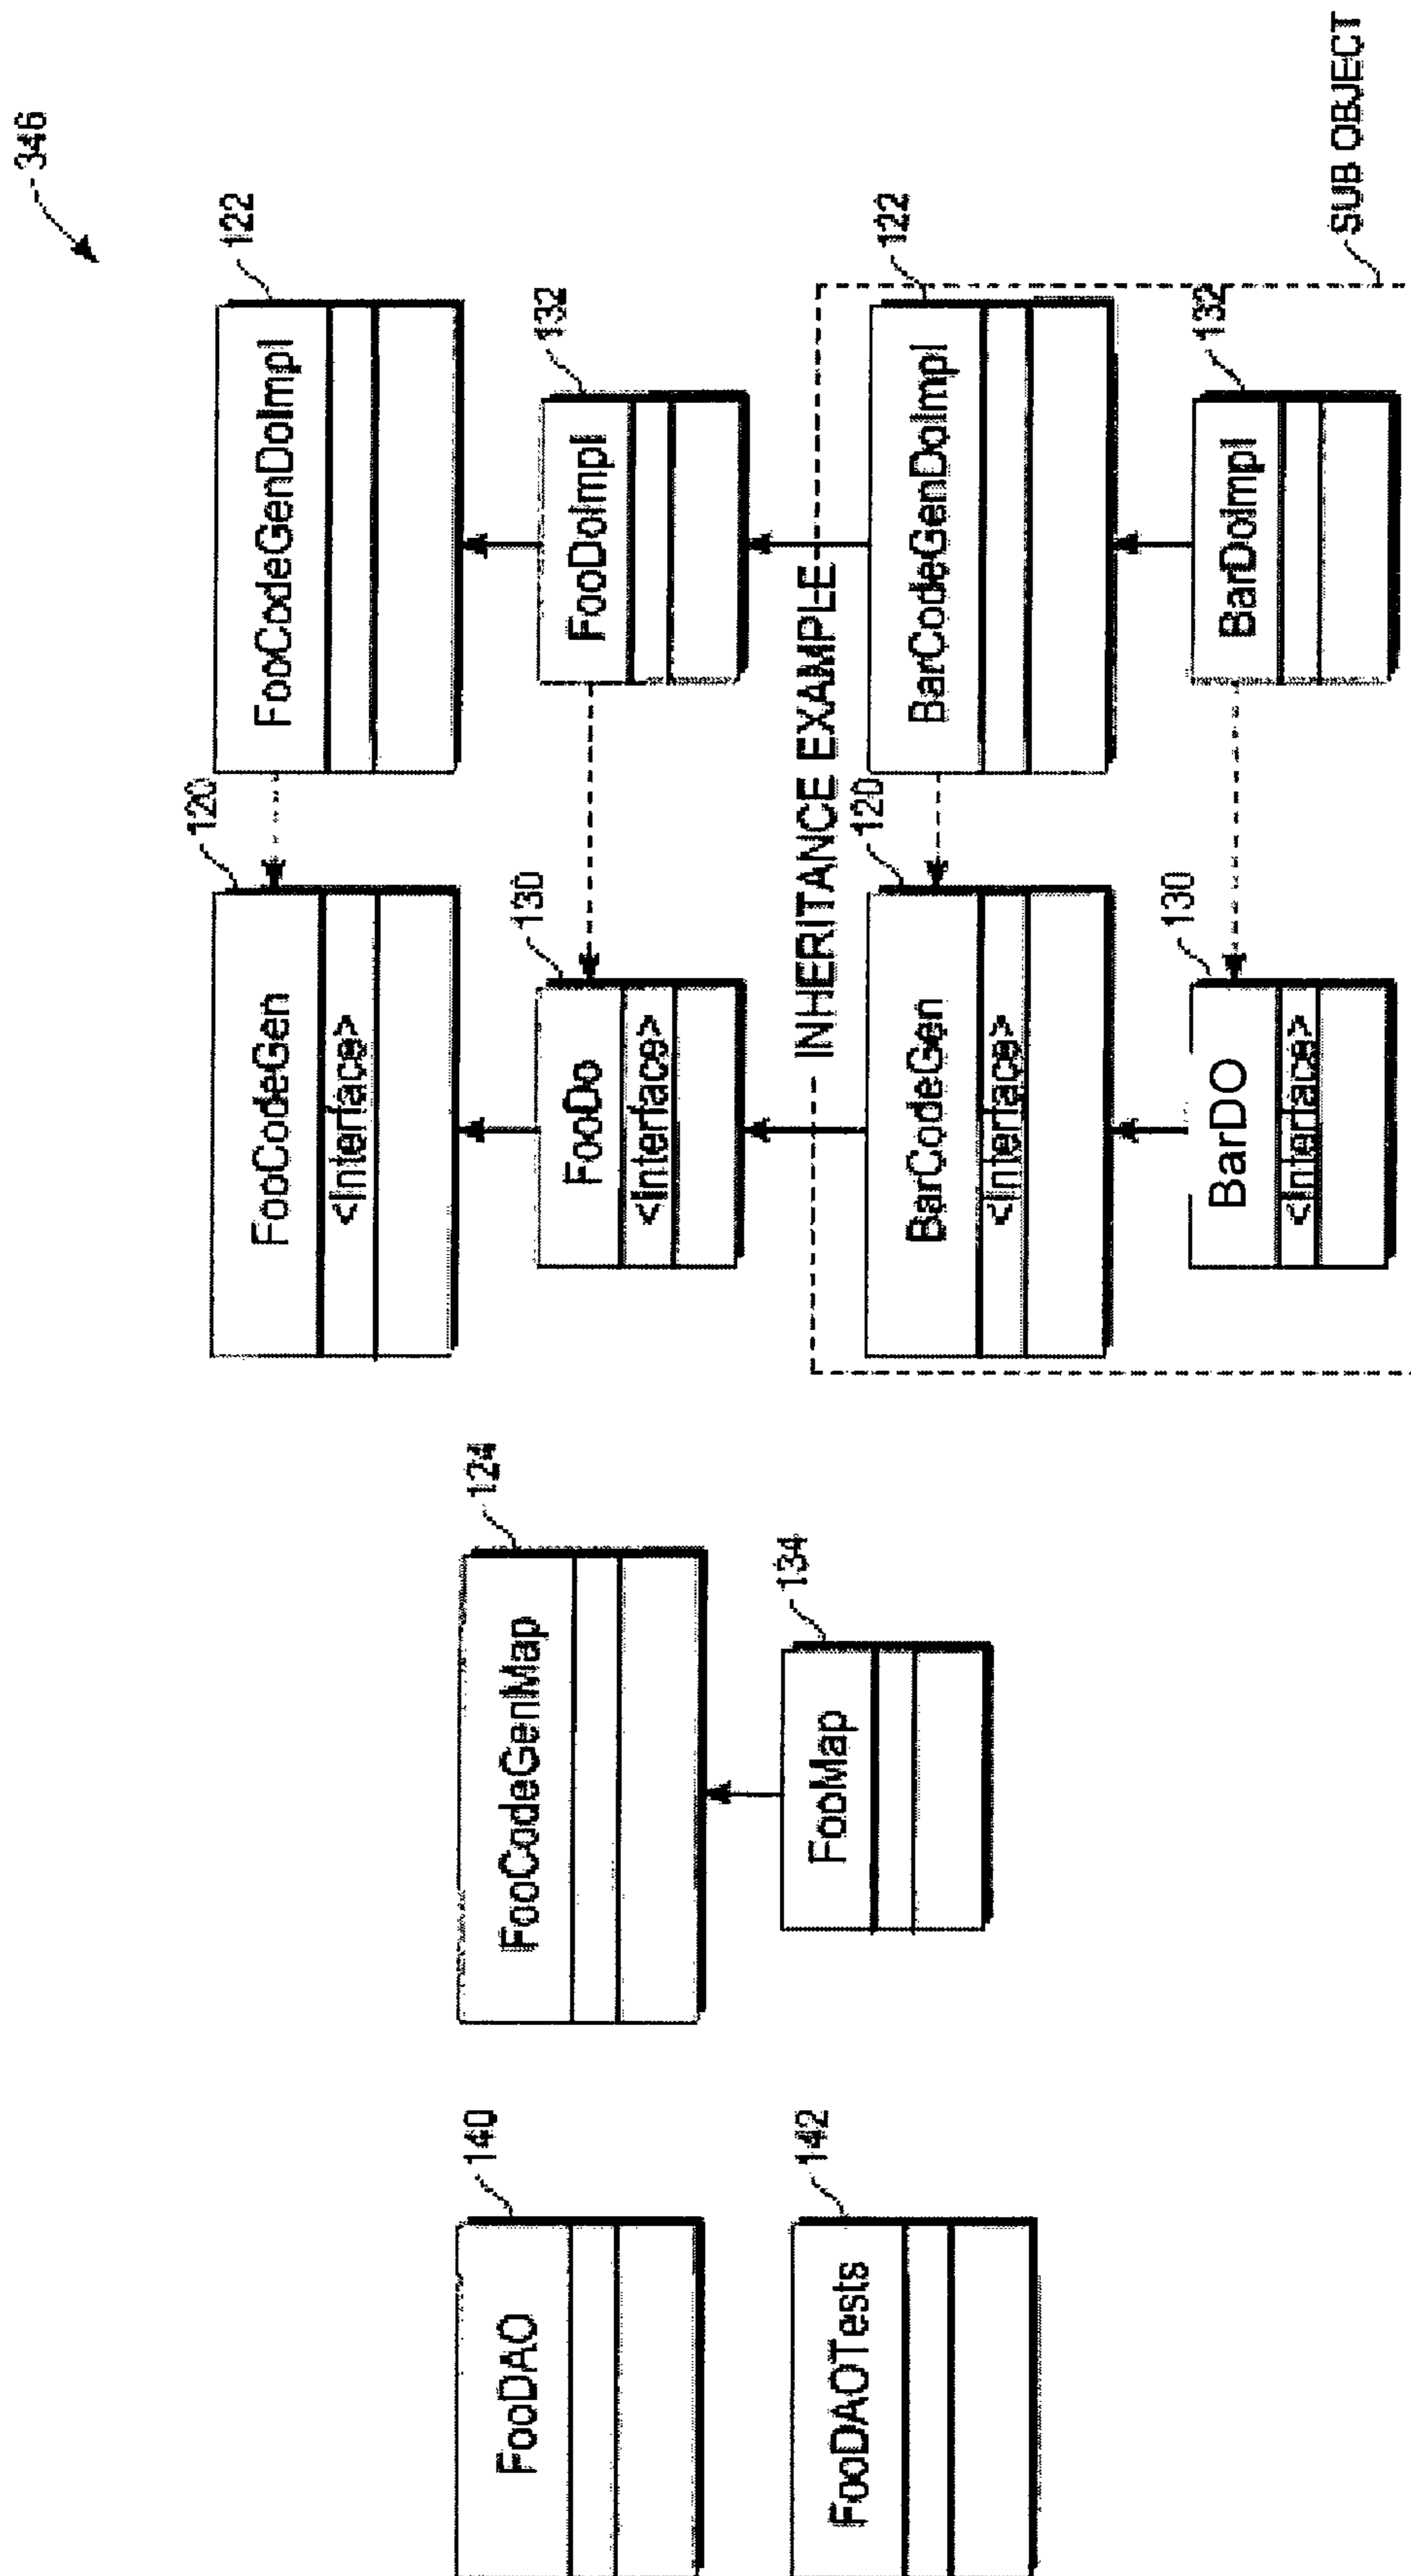 346
FooDAO
140
FooDAOTests
142
FooCodeGenMap
124
FooMap
134
FooCodeGen
<Interface>
120
FooCodeGenDoImpl
122
FooDo
<Interface>
130
FooDoImpl
132
INHERITANCE EXAMPLE
BarCodeGen
<Interface>
120
BarCodeGenDoImpl
122
BarDO
<Interface>
130
BarDoImpl
132
SUB OBJECT